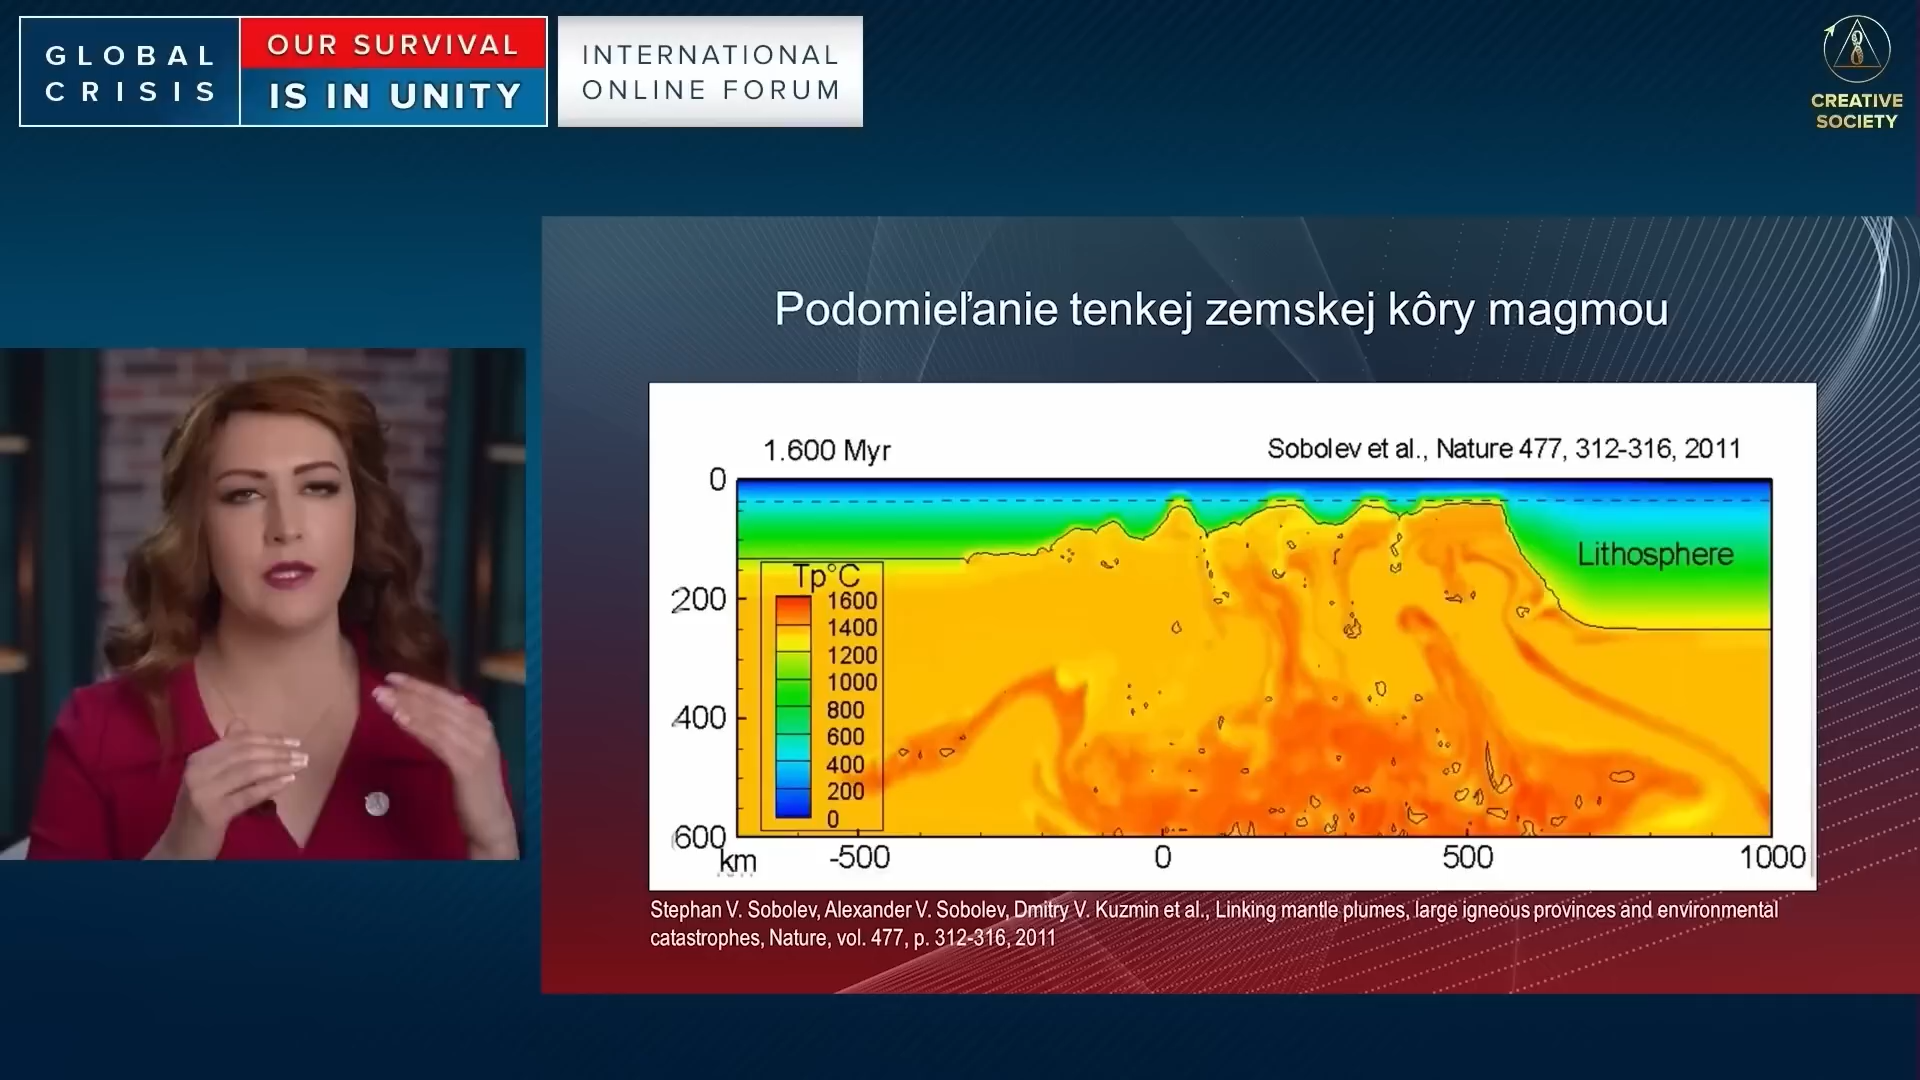 GLOBAL
CRISIS
OUR SURVIVAL
IS IN UNITY
INTERNATIONAL
ONLINE FORUM
CREATIVE
SOCIETY
Podomieľanie tenkej zemskej kôry magmou
1.600 Myr
Sobolev et al., Nature 477, 312-316, 2011
0
200
400
600
km
Lithosphere
Tp°C
1600
1400
1200
1000
800
600
400
200
0
-500
0
500
1000
Stephan V. Sobolev, Alexander V. Sobolev, Dmitry V. Kuzmin et al., Linking mantle plumes, large igneous provinces and environmental
catastrophes, Nature, vol. 477, p. 312-316, 2011